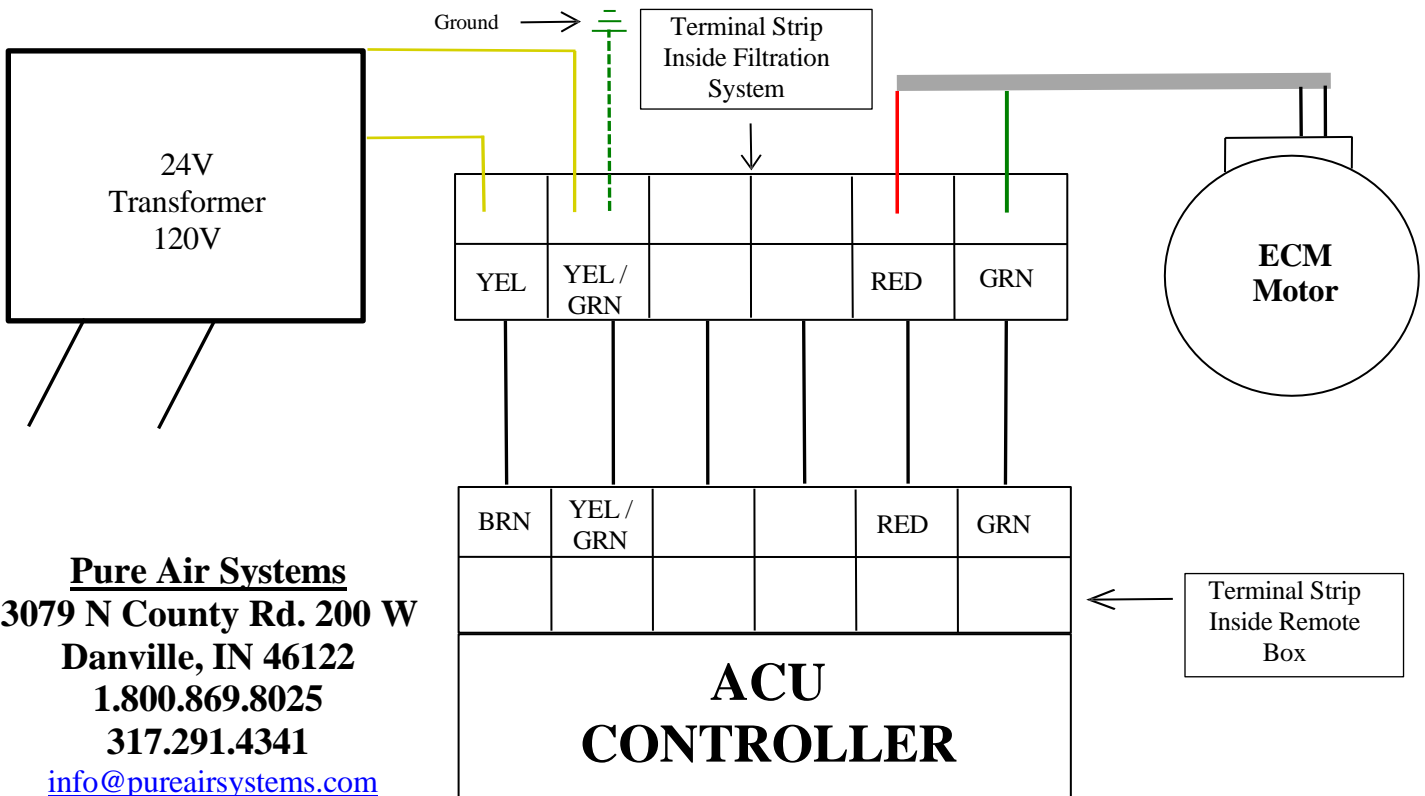 Ground
Terminal Strip
Inside Filtration
System
24V
Transformer
120V
YEL
YEL /
GRN
RED
GRN
ECM
Motor
BRN
YEL /
GRN
RED
GRN
Pure Air Systems
3079 N County Rd. 200 W
Danville, IN 46122
1.800.869.8025
317.291.4341
info@pureairsystems.com
Terminal Strip
Inside Remote
Box
ACU
CONTROLLER